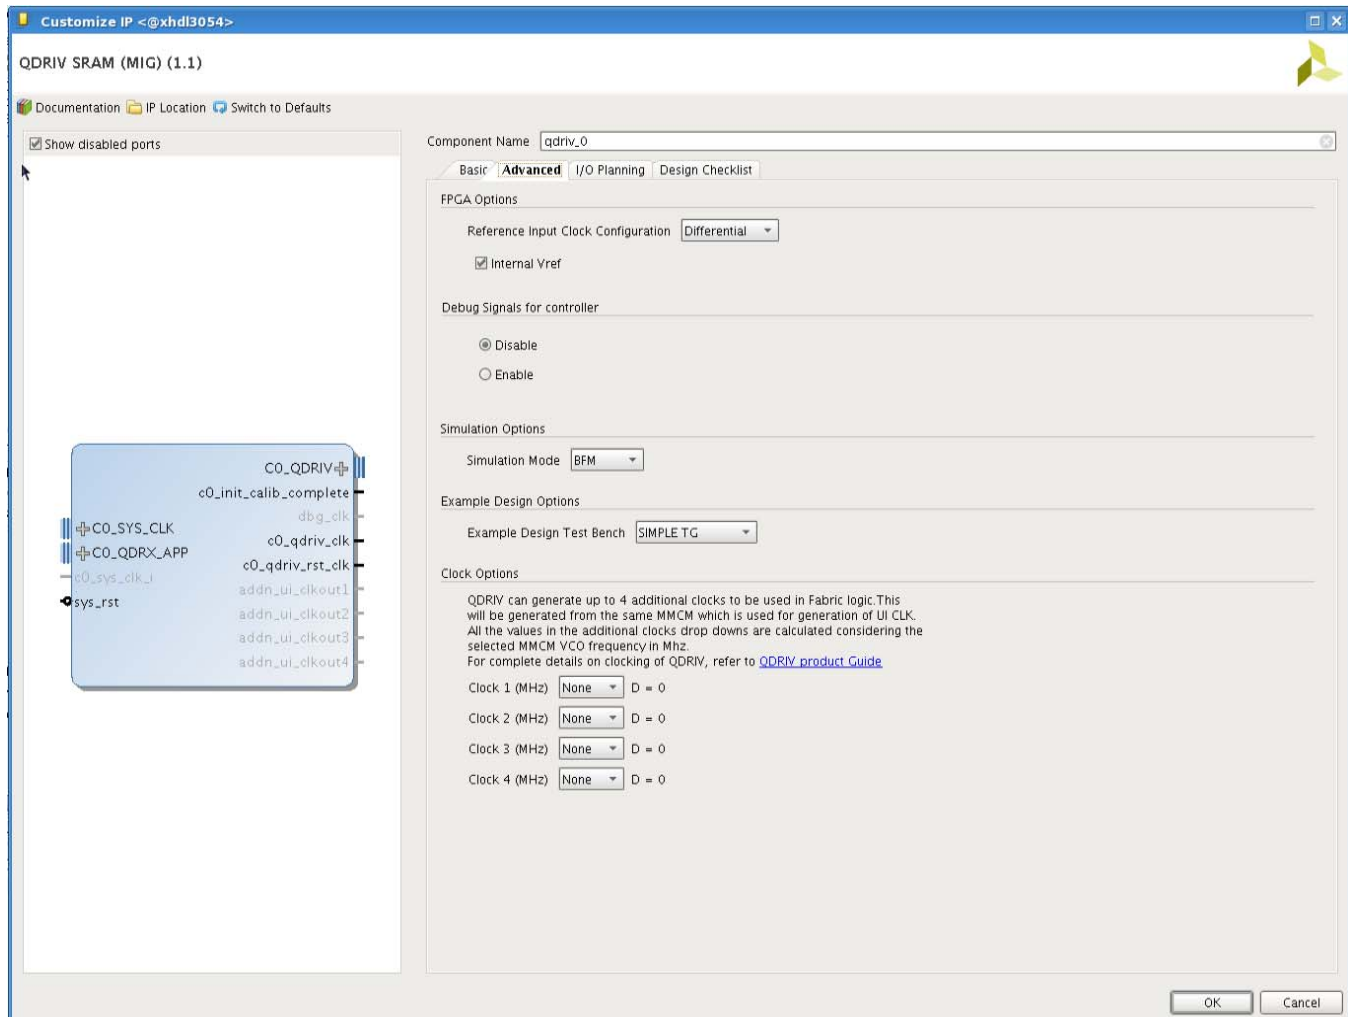 Customize IP <@xhdl3054>
QDRIV SRAM (MIG) (1.1)
Documentation IP Location Switch to Defaults
Show disabled ports
C0_QDRIV
c0_init_calib_complete
dbg_clk
C0_SYS_CLK
c0_qdriv_clk
C0_QDRX_APP
c0_qdriv_rst_clk
c0_sys_clk_i
addn_ui_clkout1
sys_rst
addn_ui_clkout2
addn_ui_clkout3
addn_ui_clkout4
Component Name qdriv_0
Basic Advanced I/O Planning Design Checklist
FPGA Options
Reference Input Clock Configuration Differential
Internal Vref
Debug Signals for controller
Disable
Enable
Simulation Options
Simulation Mode BFM
Example Design Options
Example Design Test Bench SIMPLE TG
Clock Options
QDRIV can generate up to 4 additional clocks to be used in Fabric logic.This
will be generated from the same MMCM which is used for generation of UI CLK.
All the values in the additional clocks drop downs are calculated considering the
selected MMCM VCO frequency in Mhz.
For complete details on clocking of QDRIV, refer to QDRIV product Guide
Clock 1 (MHz) None D = 0
Clock 2 (MHz) None D = 0
Clock 3 (MHz) None D = 0
Clock 4 (MHz) None D = 0
OK Cancel